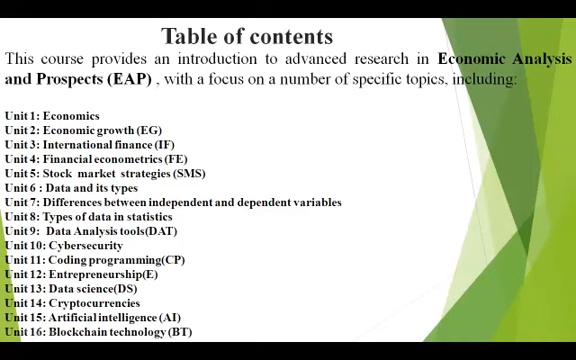 Table of contents
This course provides an introduction to advanced research in Economic Analysis
and Prospects (EAP) , with a focus on a number of specific topics, including:
Unit 1: Economics
Unit 2: Economic growth (EG)
Unit 3: International finance (IF)
Unit 4: Financial econometrics (FE)
Unit 5: Stock market strategies (SMS)
Unit 6 : Data and its types
Unit 7: Differences between independent and dependent variables
Unit 8: Types of data in statistics
Unit 9: Data Analysis tools(DAT)
Unit 10: Cybersecurity
Unit 11: Coding programming(CP)
Unit 12: Entrepreneurship(E)
Unit 13: Data science(DS)
Unit 14: Cryptocurrencies
Unit 15: Artificial intelligence (AI)
Unit 16: Blockchain technology (BT)